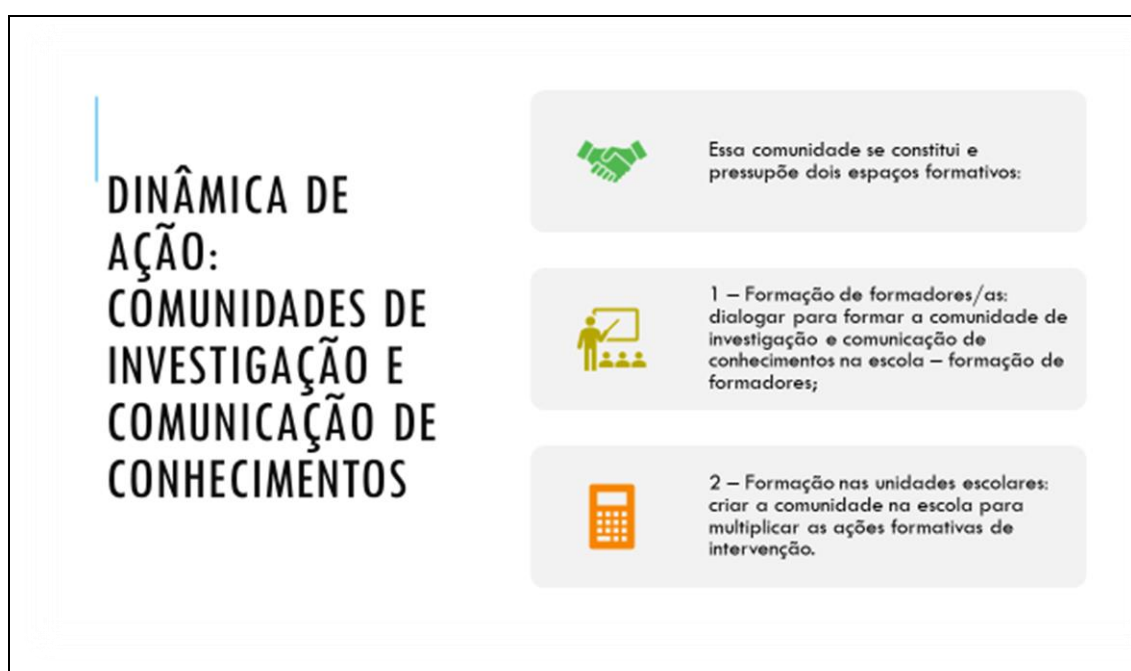 DINÂMICA DE
AÇÃO:
COMUNIDADES DE
INVESTIGAÇÃO E
COMUNICAÇÃO DE
CONHECIMENTOS
Essa comunidade se constitui e
pressupõe dois espaços formativos:
1 – Formação de formadores/as:
dialogar para formar a comunidade de
investigação e comunicação de
conhecimentos na escola – formação de
formadores;
2 – Formação nas unidades escolares:
criar a comunidade na escola para
multiplicar as ações formativas de
intervenção.